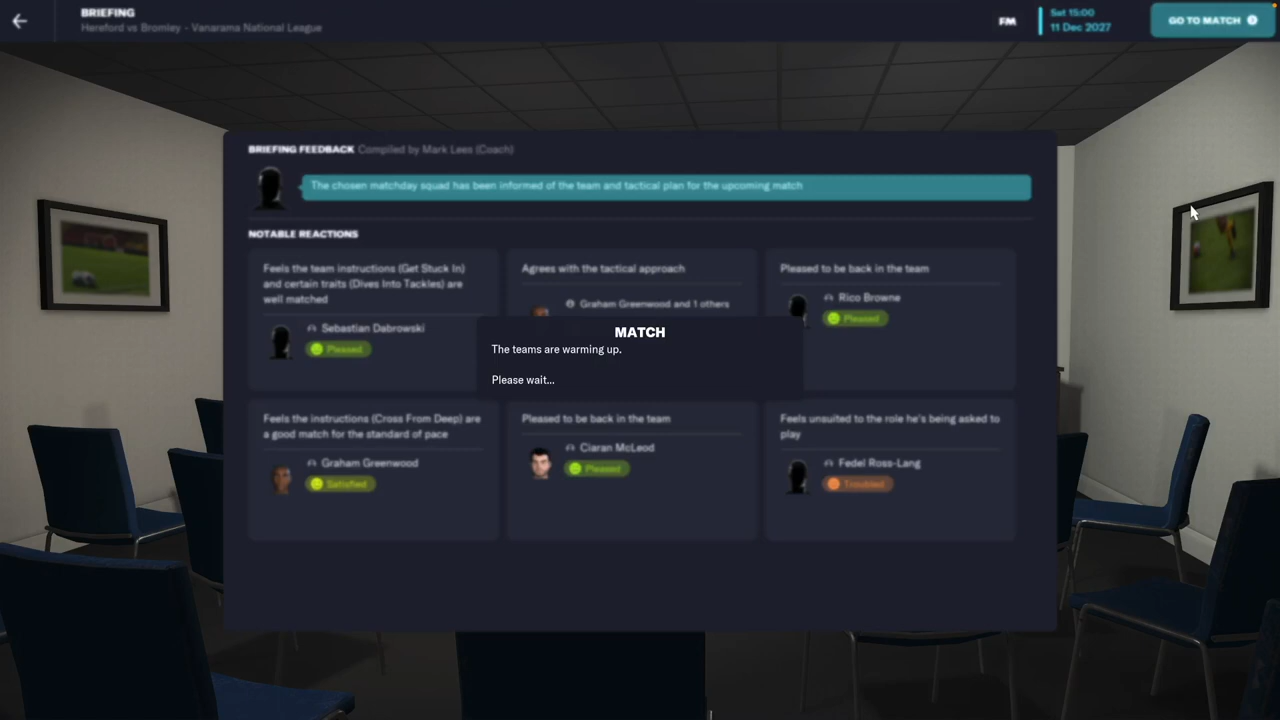 BRIEFING
Hereford vs Bromley - Vanarama National League
FM
Sat 15:00
11 Dec 2027
GO TO MATCH
BRIEFING FEEDBACK Compiled by Mark Lees (Coach)
The chosen matchday squad has been informed of the team and tactical plan for the upcoming match
NOTABLE REACTIONS
Feels the team instructions (Get Stuck In)
and certain traits (Dives Into Tackles) are
well matched
Sebastian Dabrowski
Pleased
Agrees with the tactical approach
Graham Greenwood and 1 others
Pleased to be back in the team
Rico Browne
Pleased
MATCH
The teams are warming up.
Please wait...
Feels the instructions (Cross From Deep) are
a good match for the standard of pace
Graham Greenwood
Satisfied
Pleased to be back in the team
Ciaran McLeod
Pleased
Feels unsuited to the role he's being asked to
play
Fedel Ross-Lang
Troubled